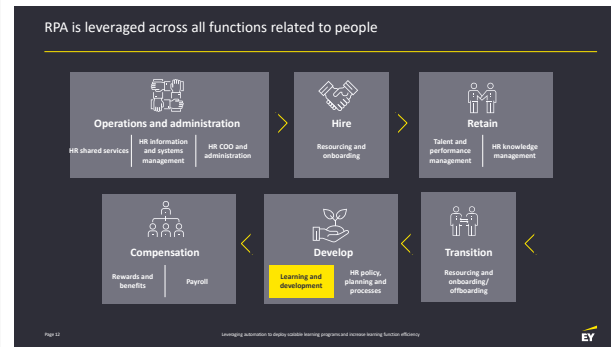 RPA is leveraged across all functions related to people
Operations and administration
HR shared services
HR information
and systems
management
HR COO and
administration
Hire
Resourcing and
onboarding
Retain
Talent and
performance
management
HR knowledge
management
Compensation
Rewards and
benefits
Payroll
Develop
Learning and
development
HR policy,
planning and
processes
Transition
Resourcing and
onboarding/
offboarding
Page 12
Leveraging automation to deploy scalable learning programs and increase learning function efficiency
EY